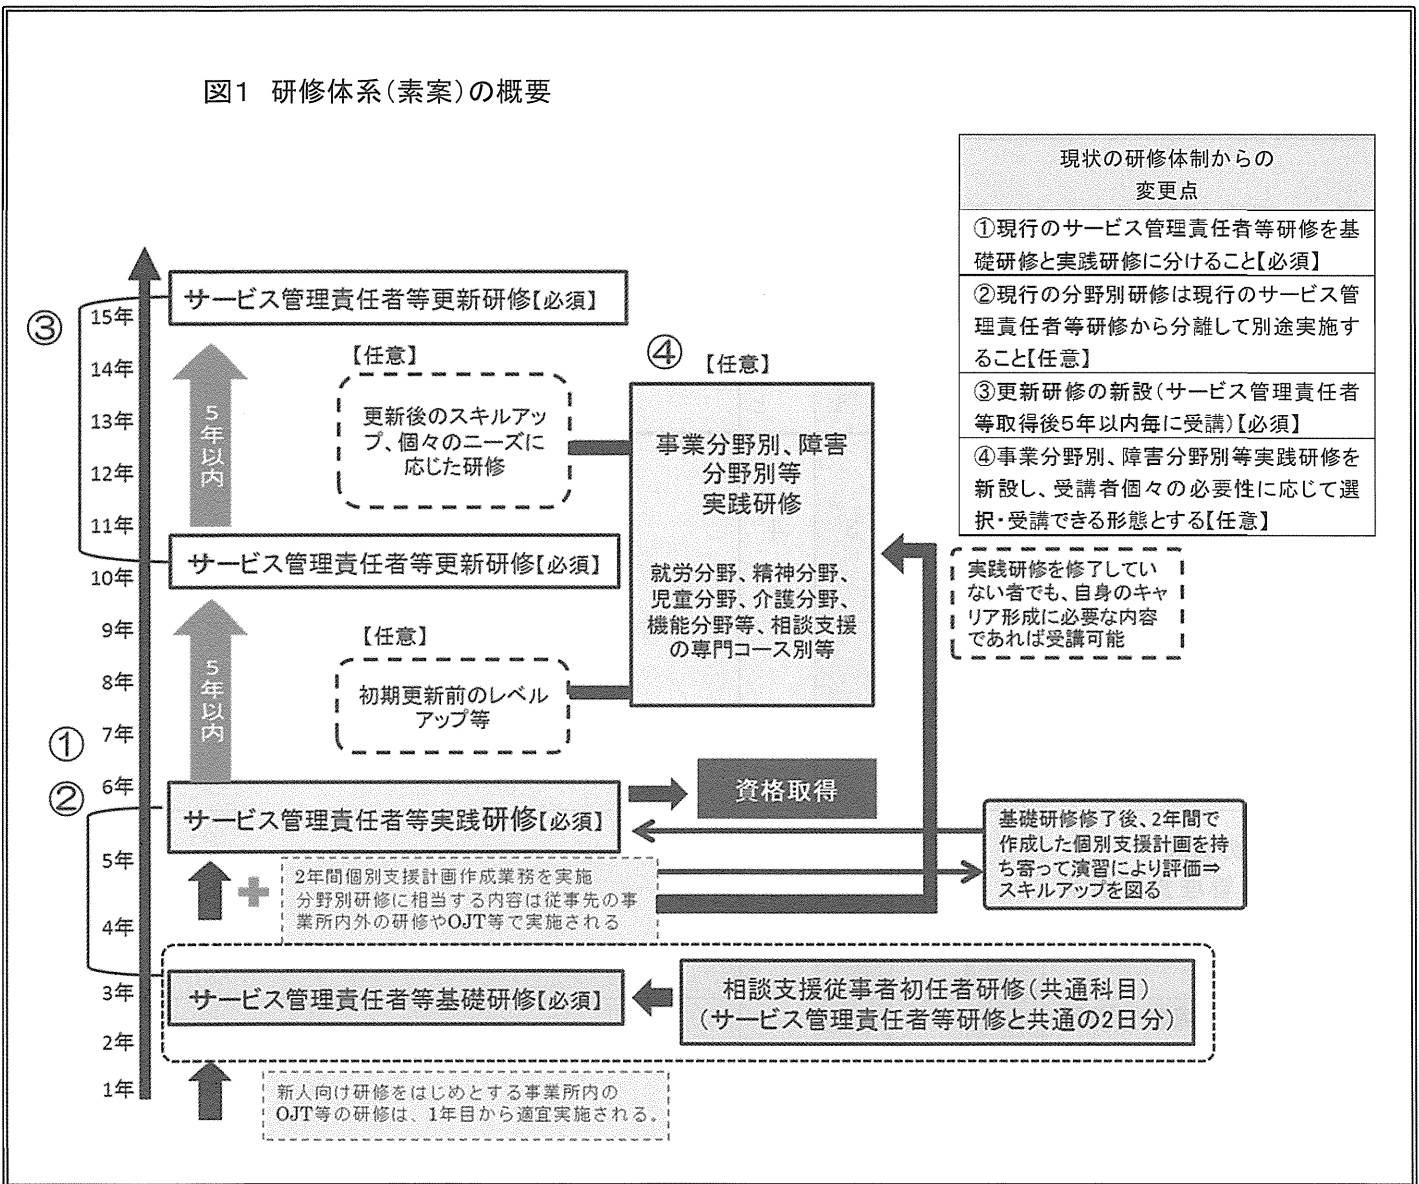 図1 研修体系(素案)の概要
現状の研修体制からの
変更点
①現行のサービス管理責任者等研修を基
礎研修と実践研修に分けること【必須】
②現行の分野別研修は現行のサービス管
理責任者等研修から分離して別途実施す
ること【任意】
③更新研修の新設(サービス管理責任者
等取得後5年以内毎に受講)【必須】
④事業分野別、障害分野別等実践研修を
新設し、受講者個々の必要性に応じて選
択・受講できる形態とする【任意】
③
15年
14年
13年
12年
11年
10年
9年
8年
7年
6年
5年
4年
3年
2年
1年
①
②
サービス管理責任者等更新研修【必須】
5年以内
【任意】
更新後のスキルアッ
プ、個々のニーズに
応じた研修
④
【任意】
事業分野別、障害
分野別等
実践研修
就労分野、精神分野、
児童分野、介護分野、
機能分野等、相談支援
の専門コース別等
サービス管理責任者等更新研修【必須】
実践研修を修了してい
ない者でも、自身のキャ
リア形成に必要な内容
であれば受講可能
5年以内
【任意】
初期更新前のレベル
アップ等
サービス管理責任者等実践研修【必須】
資格取得
基礎研修修了後、2年間で
作成した個別支援計画を持
ち寄って演習により評価⇒
スキルアップを図る
2年間個別支援計画作成業務を実施
分野別研修に相当する内容は従事先の事
業所内外の研修やOJT等で実施される
サービス管理責任者等基礎研修【必須】
相談支援従事者初任者研修(共通科目)
(サービス管理責任者等研修と共通の2日分)
新人向け研修をはじめとする事業所内の
OJT等の研修は、1年目から適宜実施される。